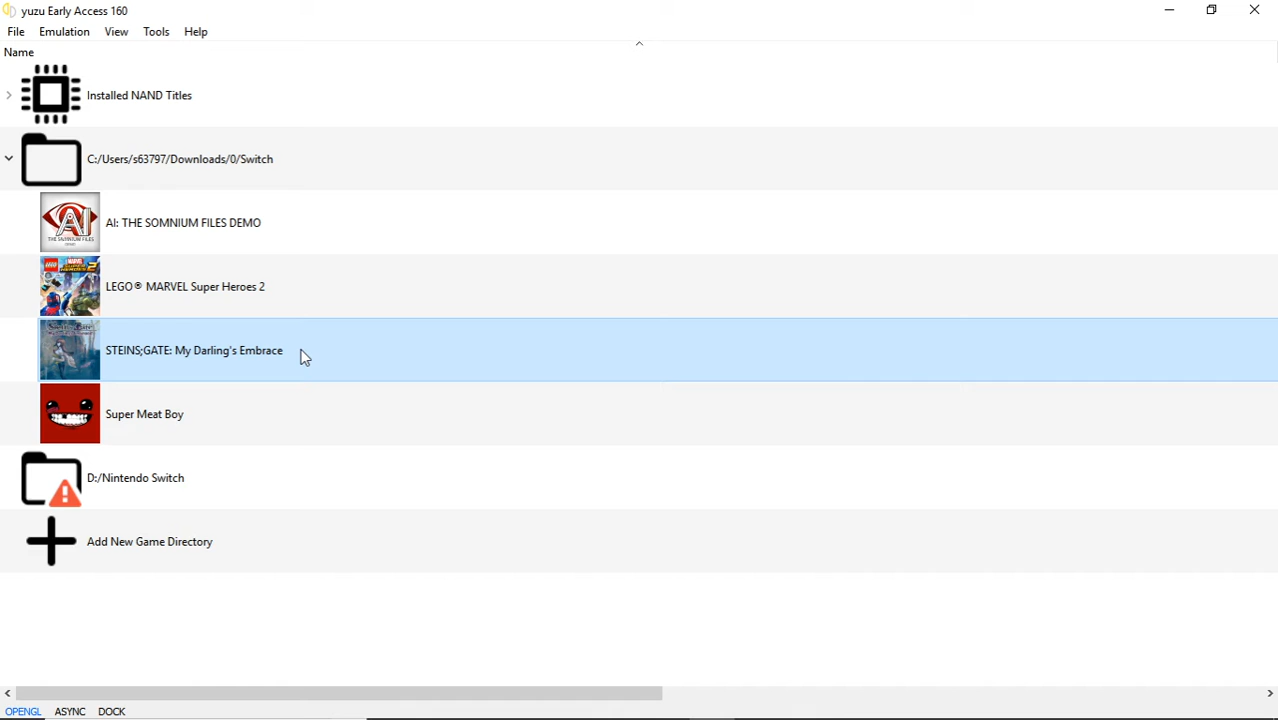 yuzu Early Access 160
File Emulation View Tools Help
Name
Installed NAND Titles
C:/Users/s63797/Downloads/0/Switch
AI: THE SOMNIUM FILES DEMO
LEGO® MARVEL Super Heroes 2
STEINS;GATE: My Darling's Embrace
Super Meat Boy
D:/Nintendo Switch
Add New Game Directory
OPENGL ASYNC DOCK